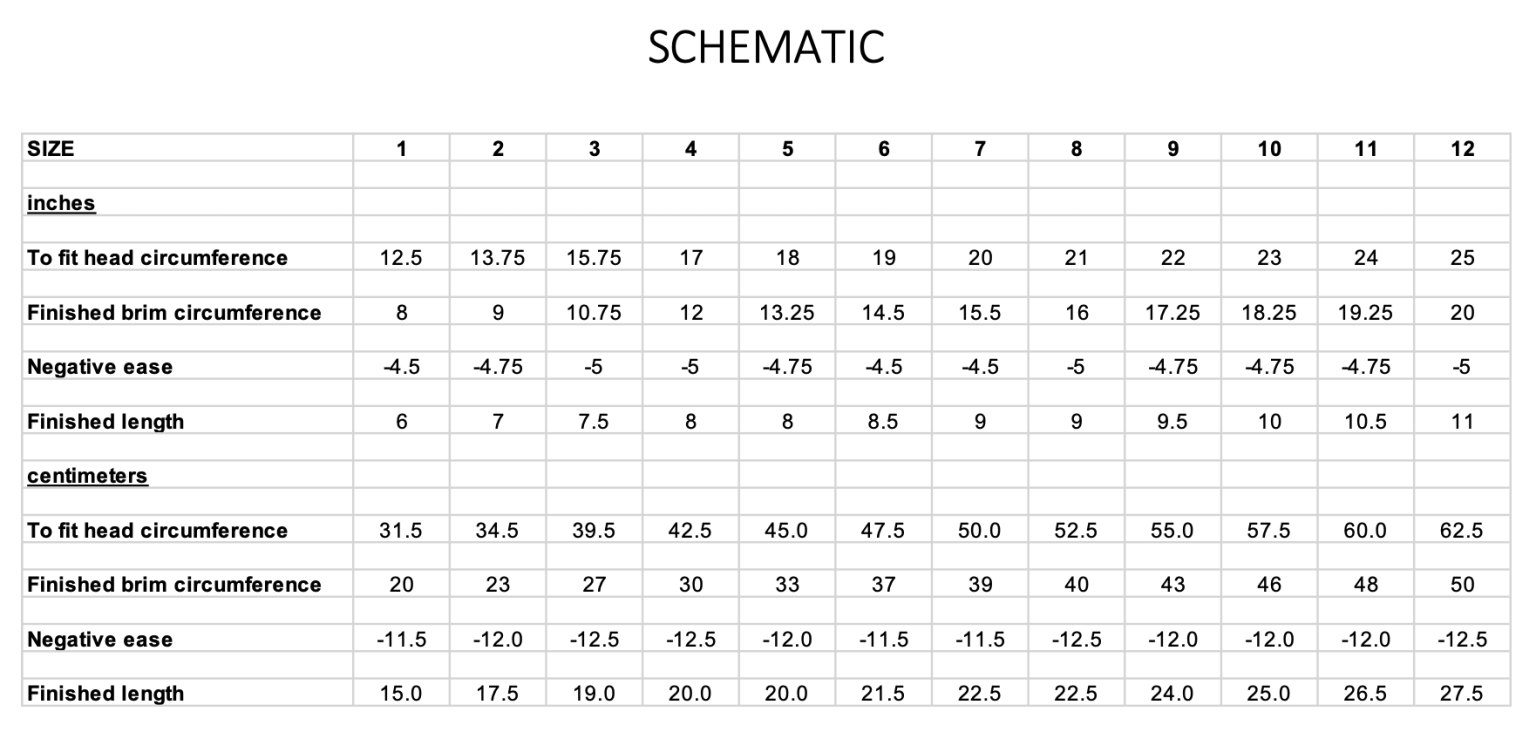 SCHEMATIC
SIZE 1 2 3 4 5 6 7 8 9 10 11 12
inches
To fit head circumference 12.5 13.75 15.75 17 18 19 20 21 22 23 24 25
Finished brim circumference 8 9 10.75 12 13.25 14.5 15.5 16 17.25 18.25 19.25 20
Negative ease -4.5 -4.75 -5 -5 -4.75 -4.5 -4.5 -5 -4.75 -4.75 -4.75 -5
Finished length 6 7 7.5 8 8 8.5 9 9 9.5 10 10.5 11
centimeters
To fit head circumference 31.5 34.5 39.5 42.5 45.0 47.5 50.0 52.5 55.0 57.5 60.0 62.5
Finished brim circumference 20 23 27 30 33 37 39 40 43 46 48 50
Negative ease -11.5 -12.0 -12.5 -12.5 -12.0 -11.5 -11.5 -12.5 -12.0 -12.0 -12.0 -12.5
Finished length 15.0 17.5 19.0 20.0 20.0 21.5 22.5 22.5 24.0 25.0 26.5 27.5